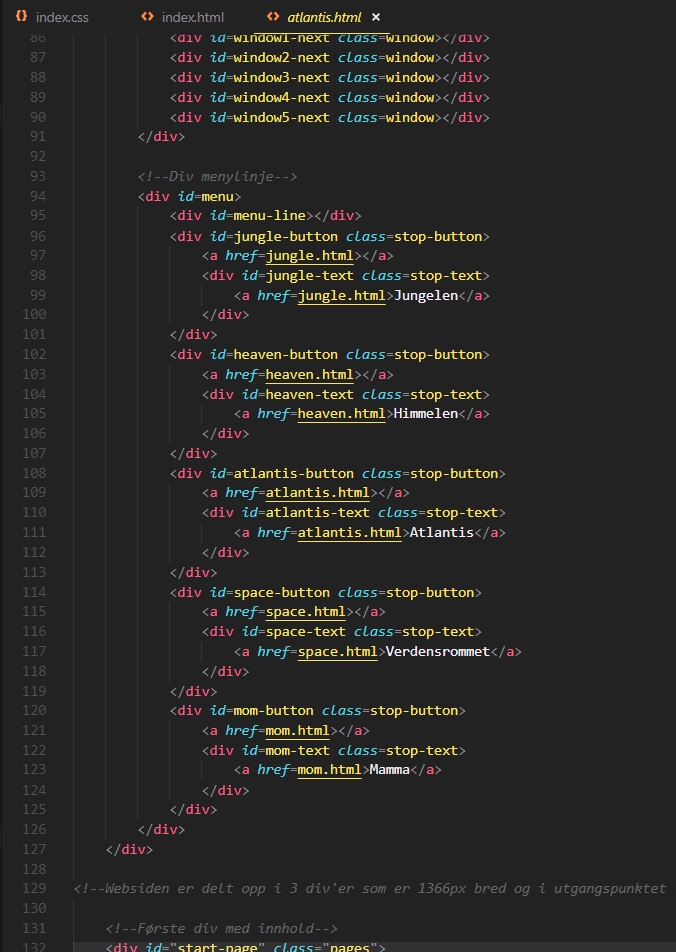 index.css index.html atlantis.html ×
86 <div id=window1-next class=window></div>
87 <div id=window2-next class=window></div>
88 <div id=window3-next class=window></div>
89 <div id=window4-next class=window></div>
90 <div id=window5-next class=window></div>
91 </div>
92
93 <!--Div menylinje-->
94 <div id=menu>
95 <div id=menu-line></div>
96 <div id=jungle-button class=stop-button>
97 <a href=jungle.html></a>
98 <div id=jungle-text class=stop-text>
99 <a href=jungle.html>Jungelen</a>
100 </div>
101 </div>
102 <div id=heaven-button class=stop-button>
103 <a href=heaven.html></a>
104 <div id=heaven-text class=stop-text>
105 <a href=heaven.html>Himmelen</a>
106 </div>
107 </div>
108 <div id=atlantis-button class=stop-button>
109 <a href=atlantis.html></a>
110 <div id=atlantis-text class=stop-text>
111 <a href=atlantis.html>Atlantis</a>
112 </div>
113 </div>
114 <div id=space-button class=stop-button>
115 <a href=space.html></a>
116 <div id=space-text class=stop-text>
117 <a href=space.html>Verdensrommet</a>
118 </div>
119 </div>
120 <div id=mom-button class=stop-button>
121 <a href=mom.html></a>
122 <div id=mom-text class=stop-text>
123 <a href=mom.html>Mamma</a>
124 </div>
125 </div>
126 </div>
127 </div>
128
129 <!--Websiden er delt opp i 3 div'er som er 1366px bred og i utgangspunktet
130
131 <!--Første div med innhold-->
132 <div id="start-page" class="pages">